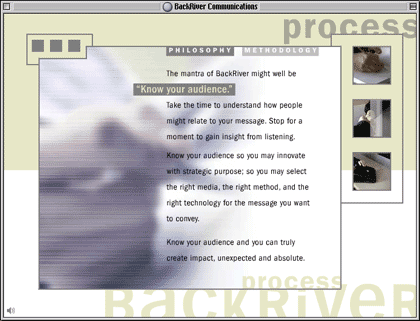 BackRiver Communications
process
PHILOSOPHY METHODOLOGY
The mantra of BackRiver might well be
“Know your audience.”
Take the time to understand how people
might relate to your message. Stop for a
moment to gain insight from listening.
Know your audience so you may innovate
with strategic purpose; so you may select
the right media, the right method, and the
right technology for the message you want
to convey.
Know your audience and you can truly
create impact, unexpected and absolute.
process
BACKRIVER